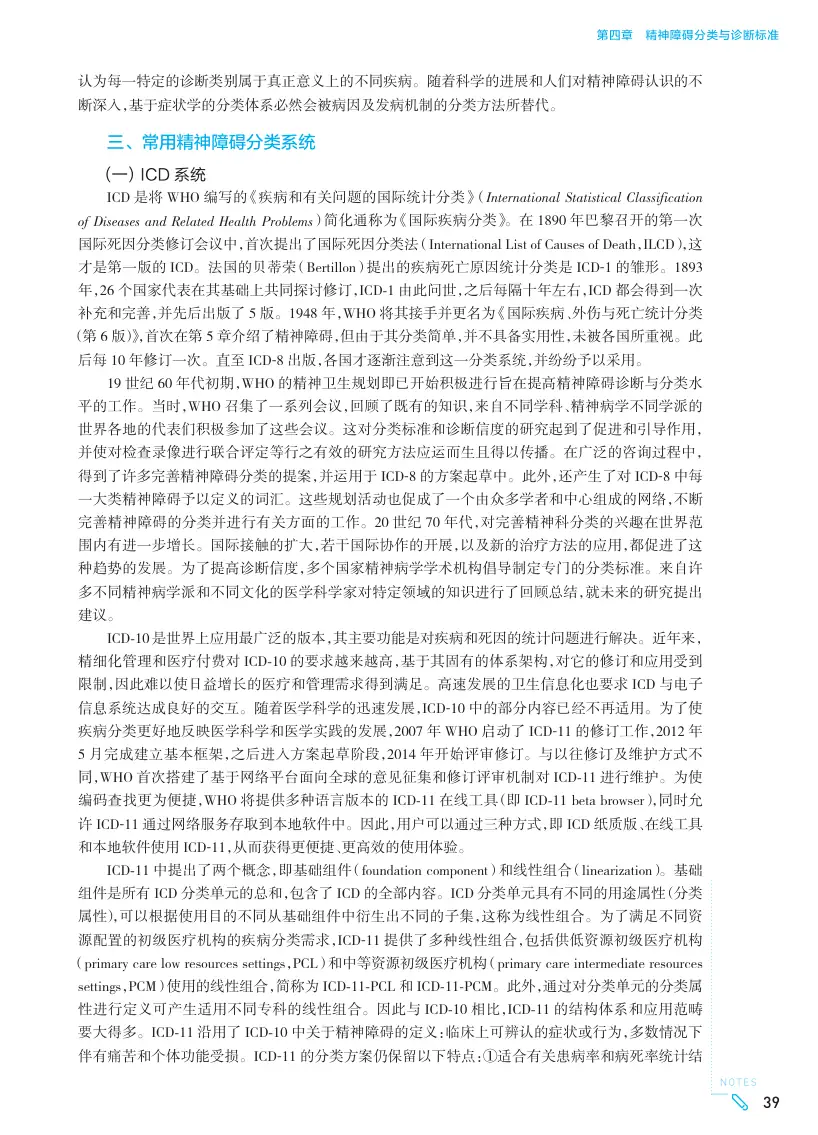 第四章 精神障碍分类与诊断标准
认为每一特定的诊断类别属于真正意义上的不同疾病。随着科学的进展和人们对精神障碍认识的不
断深入,基于症状学的分类体系必然会被病因及发病机制的分类方法所替代。
三、常用精神障碍分类系统
(一) ICD 系统
ICD 是将 WHO 编写的《疾病和有关问题的国际统计分类》(International Statistical Classification
of Diseases and Related Health Problems)简化通称为《国际疾病分类》。在 1890 年巴黎召开的第一次
国际死因分类修订会议中,首次提出了国际死因分类法(International List of Causes of Death,ILCD),这
才是第一版的 ICD。法国的贝蒂荣(Bertillon)提出的疾病死亡原因统计分类是 ICD-1 的雏形。1893
年,26 个国家代表在其基础上共同探讨修订,ICD-1 由此问世,之后每隔十年左右,ICD 都会得到一次
补充和完善,并先后出版了 5 版。1948 年,WHO 将其接手并更名为《国际疾病、外伤与死亡统计分类
(第 6 版)》,首次在第 5 章介绍了精神障碍,但由于其分类简单,并不具备实用性,未被各国所重视。此
后每 10 年修订一次。直至 ICD-8 出版,各国才逐渐注意到这一分类系统,并纷纷予以采用。
19 世纪 60 年代初期,WHO 的精神卫生规划即已开始积极进行旨在提高精神障碍诊断与分类水
平的工作。当时,WHO 召集了一系列会议,回顾了既有的知识,来自不同学科、精神病学不同学派的
世界各地的代表们积极参加了这些会议。这对分类标准和诊断信度的研究起到了促进和引导作用,
并使对检查录像进行联合评定等行之有效的研究方法应运而生且得以传播。在广泛的咨询过程中,
得到了许多完善精神障碍分类的提案,并运用于 ICD-8 的方案起草中。此外,还产生了对 ICD-8 中每
一大类精神障碍予以定义的词汇。这些规划活动也促成了一个由众多学者和中心组成的网络,不断
完善精神障碍的分类并进行有关方面的工作。20 世纪 70 年代,对完善精神科分类的兴趣在世界范
围内有进一步增长。国际接触的扩大,若干国际协作的开展,以及新的治疗方法的应用,都促进了这
种趋势的发展。为了提高诊断信度,多个国家精神病学学术机构倡导制定专门的分类标准。来自许
多不同精神病学派和不同文化的医学科学家对特定领域的知识进行了回顾总结,就未来的研究提出
建议。
ICD-10 是世界上应用最广泛的版本,其主要功能是对疾病和死因的统计问题进行解决。近年来,
精细化管理和医疗付费对 ICD-10 的要求越来越高,基于其固有的体系架构,对它的修订和应用受到
限制,因此难以使日益增长的医疗和管理需求得到满足。高速发展的卫生信息化也要求 ICD 与电子
信息系统达成良好的交互。随着医学科学的迅速发展,ICD-10 中的部分内容已经不再适用。为了使
疾病分类更好地反映医学科学和医学实践的发展,2007 年 WHO 启动了 ICD-11 的修订工作,2012 年
5 月完成建立基本框架,之后进入方案起草阶段,2014 年开始评审修订。与以往修订及维护方式不
同,WHO 首次搭建了基于网络平台面向全球的意见征集和修订评审机制对 ICD-11 进行维护。为使
编码查找更为便捷,WHO 将提供多种语言版本的 ICD-11 在线工具(即 ICD-11 beta browser),同时允
许 ICD-11 通过网络服务存取到本地软件中。因此,用户可以通过三种方式,即 ICD 纸质版、在线工具
和本地软件使用 ICD-11,从而获得更便捷、更高效的使用体验。
ICD-11 中提出了两个概念,即基础组件(foundation component)和线性组合(linearization)。基础
组件是所有 ICD 分类单元的总和,包含了 ICD 的全部内容。ICD 分类单元具有不同的用途属性(分类
属性),可以根据使用目的不同从基础组件中衍生出不同的子集,这称为线性组合。为了满足不同资
源配置的初级医疗机构的疾病分类需求,ICD-11 提供了多种线性组合,包括供低资源初级医疗机构
(primary care low resources settings,PCL)和中等资源初级医疗机构(primary care intermediate resources
settings,PCM)使用的线性组合,简称为 ICD-11-PCL 和 ICD-11-PCM。此外,通过对分类单元的分类属
性进行定义可产生适用不同专科的线性组合。因此与 ICD-10 相比,ICD-11 的结构体系和应用范畴
要大得多。ICD-11 沿用了 ICD-10 中关于精神障碍的定义:临床上可辨认的症状或行为,多数情况下
伴有痛苦和个体功能受损。ICD-11 的分类方案仍保留以下特点:①适合有关患病率和病死率统计结
NOTES
39